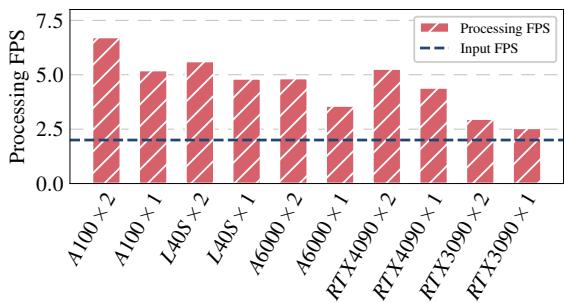 Processing FPS
7.5
5.0
2.5
0.0
Processing FPS
Input FPS
A100 × 2
A100 × 1
L40S × 2
L40S × 1
A6000 × 2
A6000 × 1
RTX4090 × 2
RTX4090 × 1
RTX3090 × 2
RTX3090 × 1